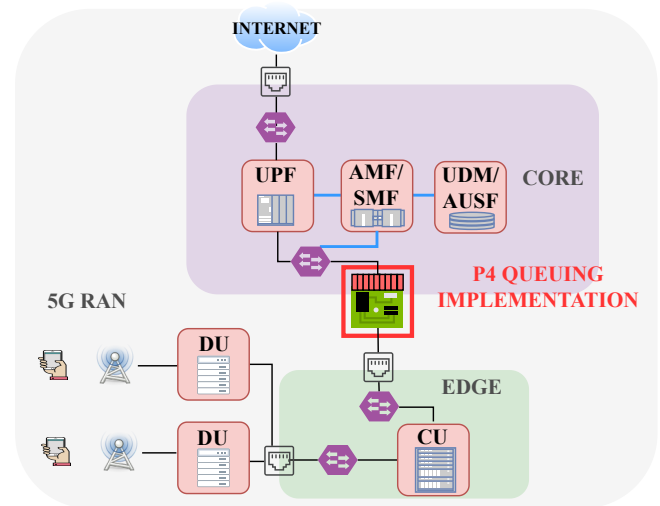 INTERNET
UPF
AMF/
SMF
UDM/
AUSF
CORE
P4 QUEUING
IMPLEMENTATION
5G RAN
DU
EDGE
DU
CU